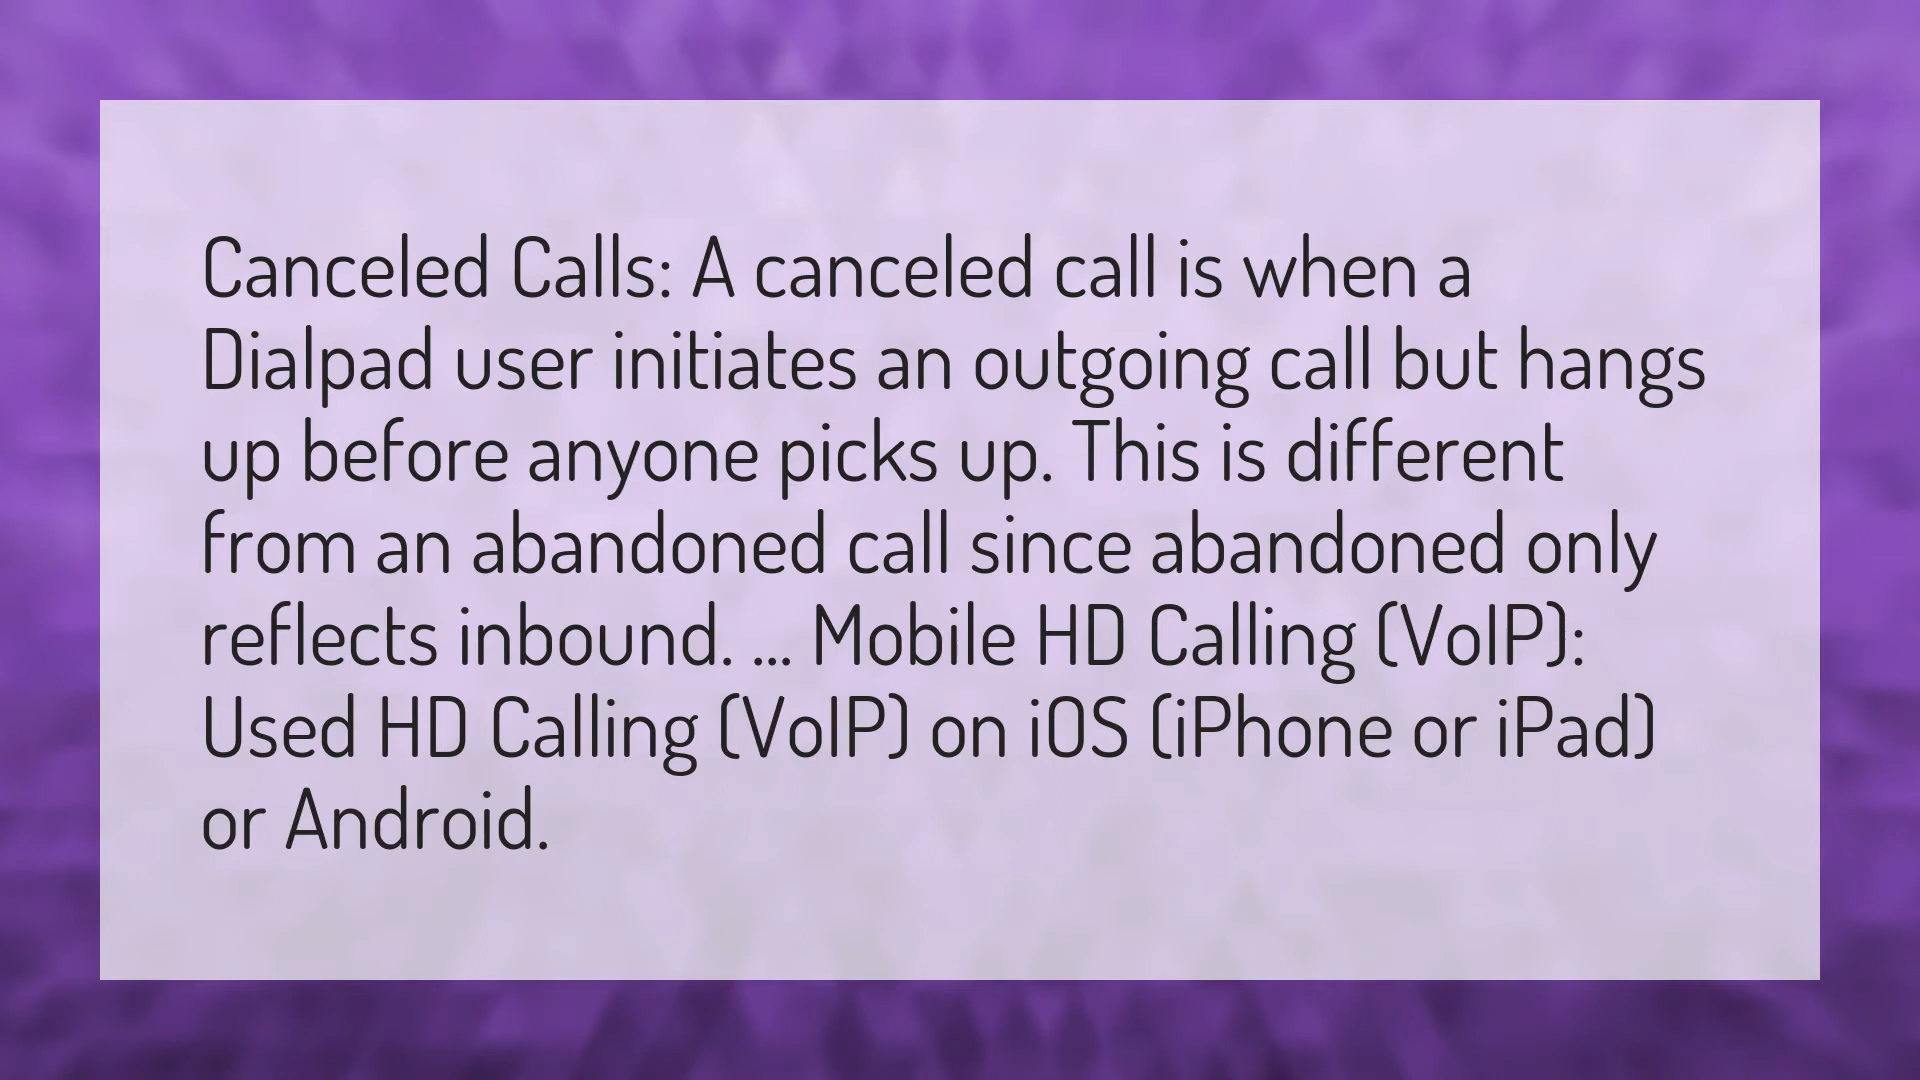 Canceled Calls: A canceled call is when a
Dialpad user initiates an outgoing call but hangs
up before anyone picks up. This is different
from an abandoned call since abandoned only
reflects inbound. ... Mobile HD Calling (VoIP):
Used HD Calling (VoIP) on iOS (iPhone or iPad)
or Android.